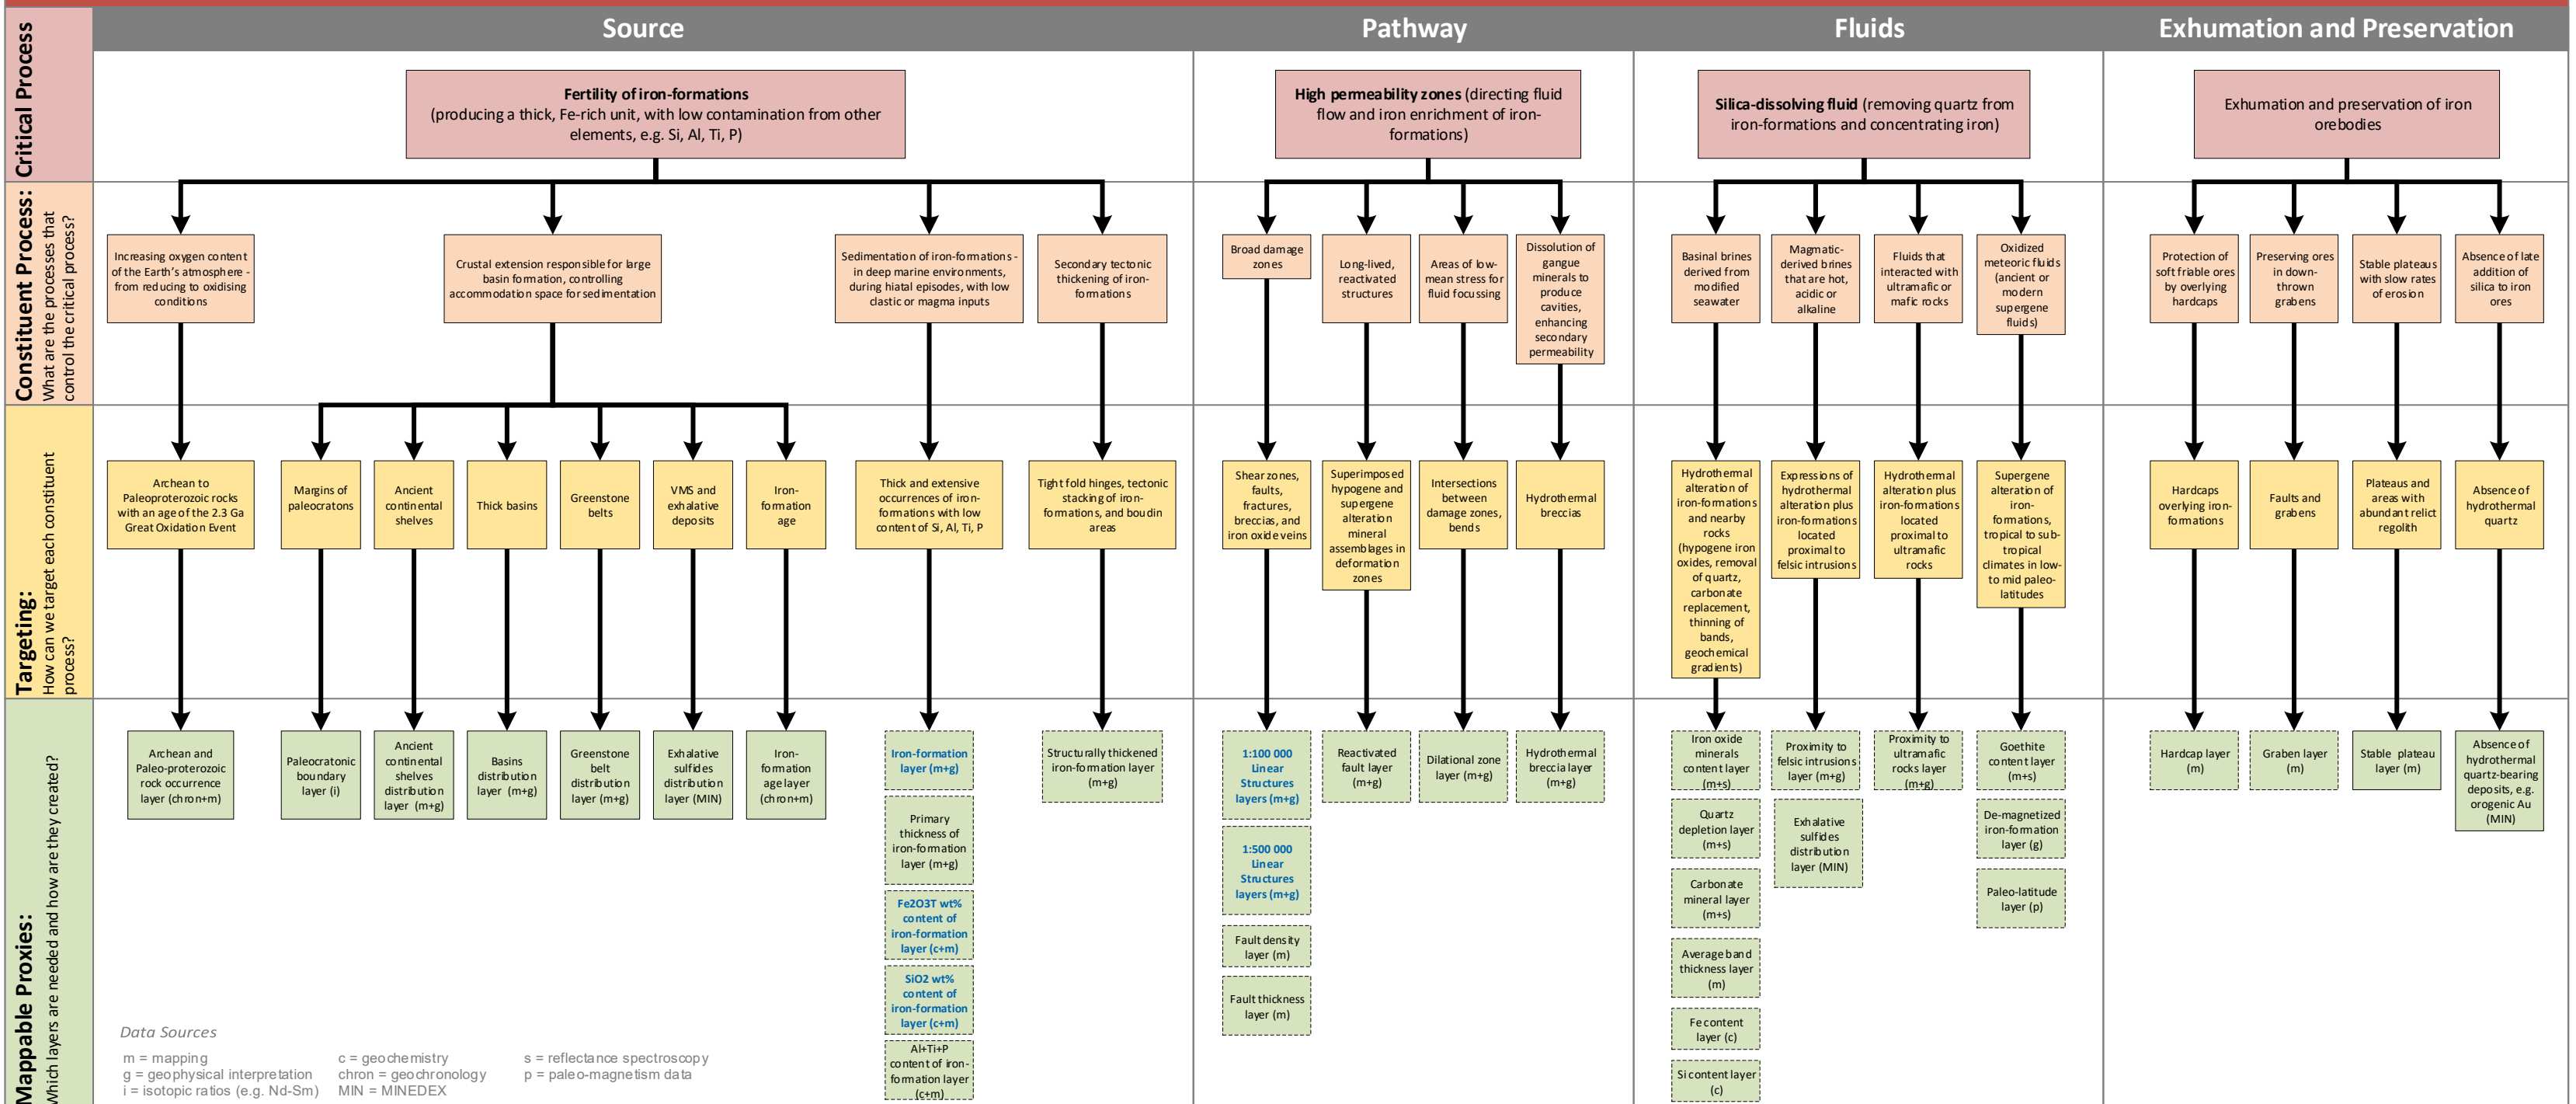 Source
Pathway
Fluids
Exhumation and Preservation
Critical Process
Fertility of iron-formations
(producing a thick, Fe-rich unit, with low contamination from other
elements, e.g. Si, Al, Ti, P)
High permeability zones (directing fluid
flow and iron enrichment of iron-
formations)
Silica-dissolving fluid (removing quartz from
iron-formations and concentrating iron)
Exhumation and preservation of iron
orebodies
Constituent Process:
What are the processes that
control the critical process?
Increasing oxygen content
of the Earth's atmosphere -
from reducing to oxidising
conditions
Crustal extension responsible for large
basin formation, controlling
accommodation space for sedimentation
Sedimentation of iron-formations -
in deep marine environments,
during hiatal episodes, with low
clastic or magma inputs
Secondary tectonic
thickening of iron-
formations
Broad damage
zones
Long-lived,
reactivated
structures
Areas of low-
mean stress for
fluid focussing
Dissolution of
gangue
minerals to
produce
cavities,
enhancing
secondary
permeability
Basinal brines
derived from
modified
seawater
Magmatic-
derived brines
that are hot,
acidic or
alkaline
Fluids that
interacted with
ultramafic or
mafic rocks
Oxidized
meteoric fluids
(ancient or
modern
supergene
fluids)
Protection of
soft friable ores
by overlying
hardcaps
Preserving ores
in down-
thrown
grabens
Stable plateaus
with slow rates
of erosion
Absence of late
addition of
silica to iron
ores
Targeting:
How can we target each constituent
process?
Archean to
Paleoproterozoic rocks
with an age of the 2.3 Ga
Great Oxidation Event
Margins of
paleocratons
Ancient
continental
shelves
Thick basins
Greenstone
belts
VMS and
exhalative
deposits
Iron-
formation
age
Thick and extensive
occurrences of iron-
formations with low
content of Si, Al, Ti, P
Tight fold hinges, tectonic
stacking of iron-
formations, and boudin
areas
Shear zones,
faults,
fractures,
breccias, and
iron oxide veins
Superimposed
hypogene and
supergene
alteration
mineral
assemblages in
deformation
zones
Intersections
between
damage zones,
bends
Hydrothermal
breccias
Hydrothermal
alteration of
iron-formations
and nearby
rocks
(hypogene iron
oxides, removal
of quartz,
carbonate
replacement,
thinning of
bands,
geochemical
gradients)
Expressions of
hydrothermal
alteration plus
iron-formations
located
proximal to
felsic intrusions
Hydrothermal
alteration plus
iron-formations
located
proximal to
ultramafic
rocks
Supergene
alteration of
iron-
formations,
tropical to sub-
tropical
climates in low-
to mid paleo-
latitudes
Hardcaps
overlying iron-
formations
Faults and
grabens
Plateaus and
areas with
abundant relict
regolith
Absence of
hydrothermal
quartz
Mappable Proxies:
Which layers are needed and how are they created?
Archean and
Paleo-proterozoic
rock occurrence
layer (chron+m)
Paleocratonic
boundary
layer (i)
Ancient
continental
shelves
distribution
layer (m+g)
Basins
distribution
layer (m+g)
Greenstone
belt
distribution
layer (m+g)
Exhalative
sulfides
distribution
layer (MIN)
Iron-
formation
age layer
(chron+m)
Iron-formation
layer (m+g)
Primary
thickness of
iron-formation
layer (m+g)
Fe2O3T wt%
content of
iron-formation
layer (c+m)
SiO2 wt%
content of
iron-formation
layer (c+m)
Al+Ti+P
content of iron-
formation layer
(c+m)
Structurally thickened
iron-formation layer
(m+g)
1:100 000
Linear
Structures
layers (m+g)
1:500 000
Linear
Structures
layers (m+g)
Fault density
layer (m)
Fault thickness
layer (m)
Reactivated
fault layer
(m+g)
Dilational zone
layer (m+g)
Hydrothermal
breccia layer
(m+g)
Iron oxide
minerals
content layer
(m+s)
Quartz
depletion layer
(m+s)
Carbonate
mineral layer
(m+s)
Average band
thickness layer
(m)
Fe content
layer (c)
Si content layer
(c)
Proximity to
felsic intrusions
layer (m+g)
Exhalative
sulfides
distribution
layer (MIN)
Proximity to
ultramafic
rocks layer
(m+g)
Goethite
content layer
(m+s)
De-magnetized
iron-formation
layer (g)
Paleo-latitude
layer (p)
Hardcap layer
(m)
Graben layer
(m)
Stable plateau
layer (m)
Absence of
hydrothermal
quartz-bearing
deposits, e.g.
orogenic Au
(MIN)
Data Sources
m = mapping
g = geophysical interpretation
i = isotopic ratios (e.g. Nd-Sm)
c = geochemistry
chron = geochronology
MIN = MINEDEX
s = reflectance spectroscopy
p = paleo-magnetism data